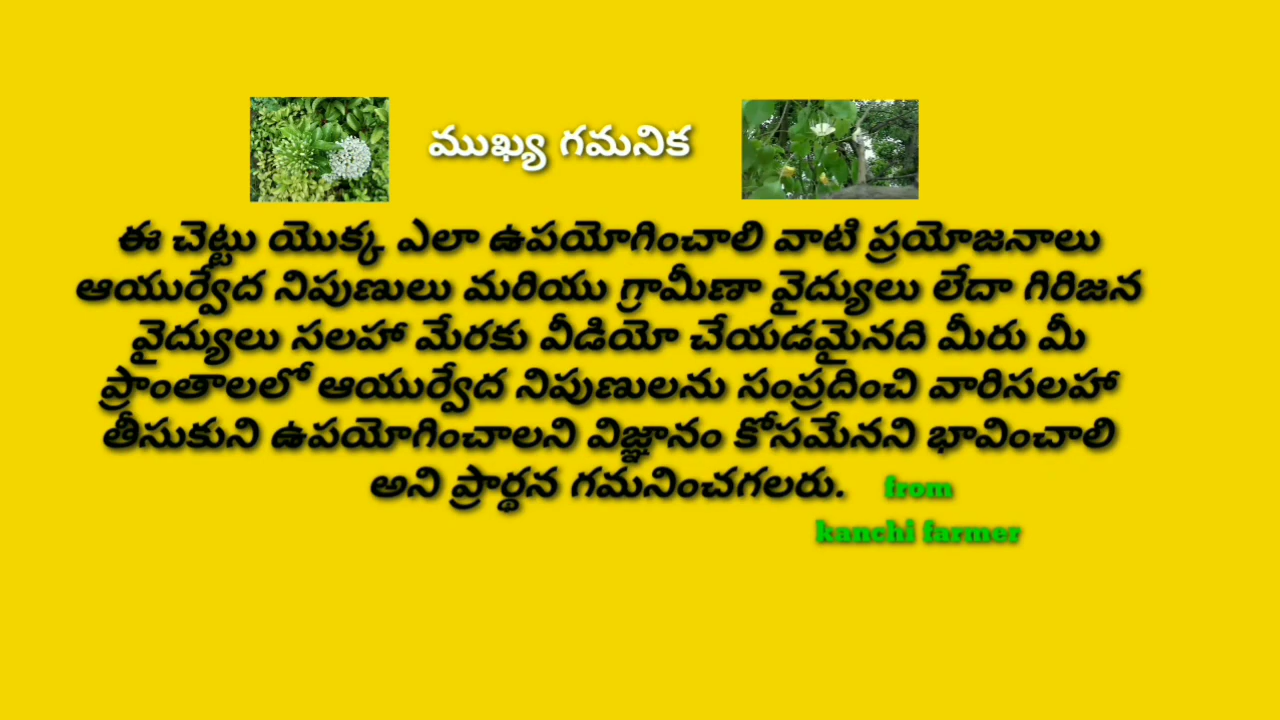 ముఖ్య గమనిక
ఈ చెట్టు యొక్క ఎలా ఉపయోగించాలి వాటి ప్రయోజనాలు
ఆయుర్వేద నిపుణులు మరియు గ్రామీణా వైద్యులు లేదా గిరిజన
వైద్యులు సలహా మేరకు వీడియో చేయడమైనది మీరు మీ
ప్రాంతాలలో ఆయుర్వేద నిపుణులను సంప్రదించి వారిసలహా
తీసుకుని ఉపయోగించాలని విజ్ఞానం కోసమేనని భావించాలి
అని ప్రార్థన గమనించగలరు. from
kanchi farmer